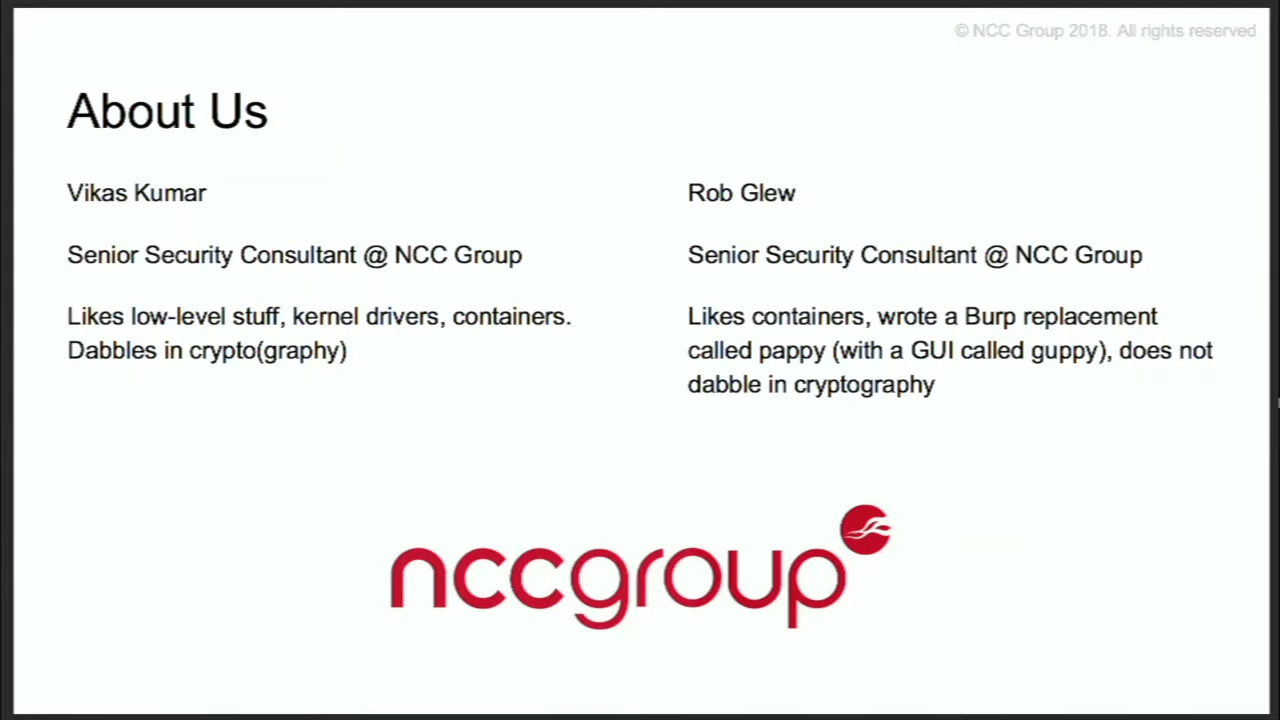 © NCC Group 2018. All rights reserved
About Us
Vikas Kumar
Senior Security Consultant @ NCC Group
Likes low-level stuff, kernel drivers, containers.
Dabbles in crypto(graphy)
Rob Glew
Senior Security Consultant @ NCC Group
Likes containers, wrote a Burp replacement
called pappy (with a GUI called guppy), does not
dabble in cryptography
nccgroup